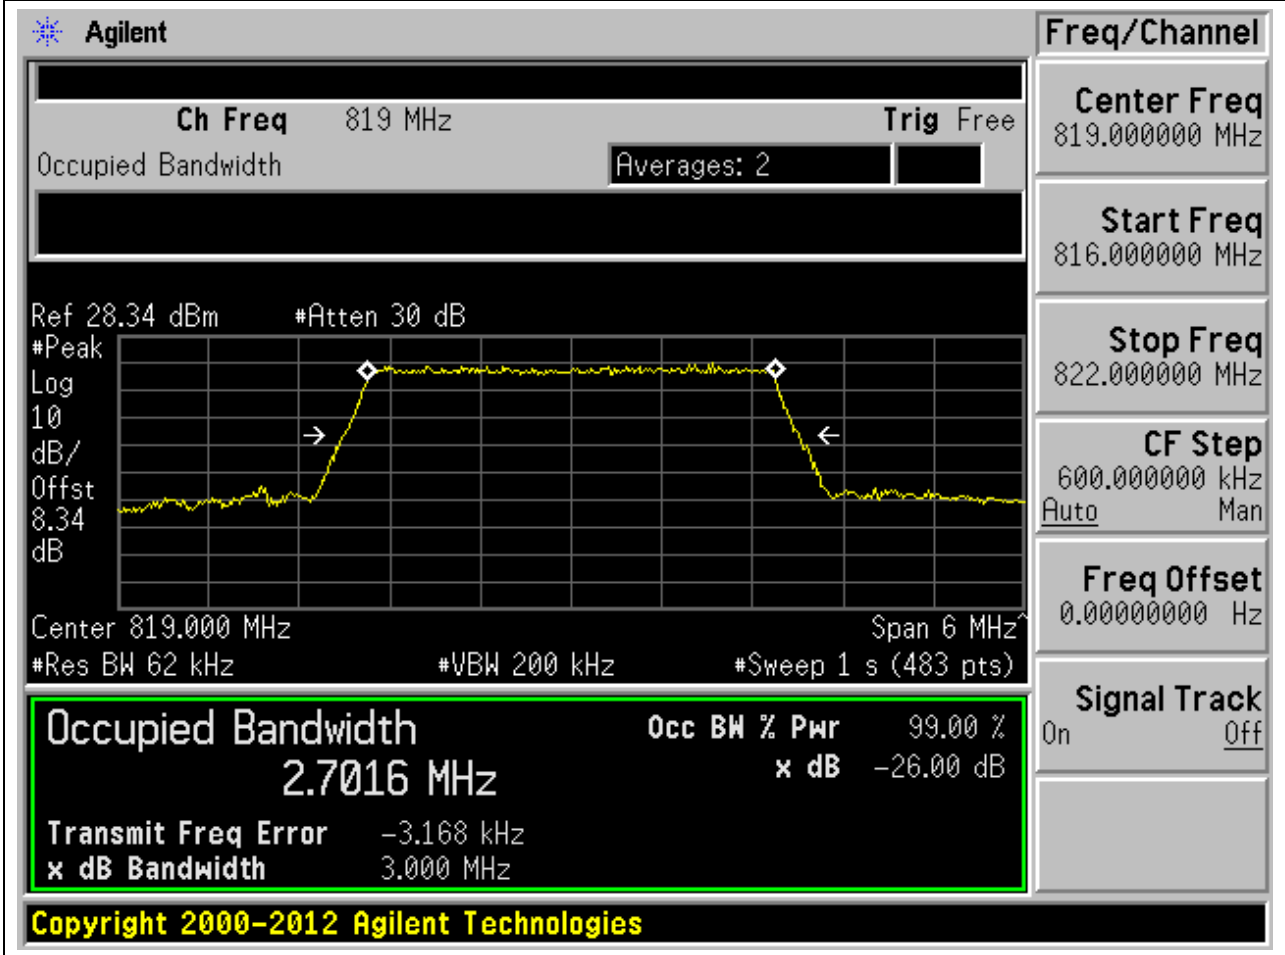 Agilent
Freq/Channel
Ch Freq 819 MHz Trig Free
Occupied Bandwidth Averages: 2
Center Freq
819.000000 MHz
Start Freq
816.000000 MHz
Stop Freq
822.000000 MHz
CF Step
600.000000 kHz
Auto Man
Freq Offset
0.00000000 Hz
Signal Track
On Off
Ref 28.34 dBm #Atten 30 dB
#Peak
Log
10
dB/
Offst
8.34
dB
Center 819.000 MHz Span 6 MHz^
#Res BW 62 kHz #VBW 200 kHz #Sweep 1 s (483 pts)
Occupied Bandwidth Occ BW % Pwr 99.00 %
2.7016 MHz x dB -26.00 dB
Transmit Freq Error -3.168 kHz
x dB Bandwidth 3.000 MHz
Copyright 2000-2012 Agilent Technologies